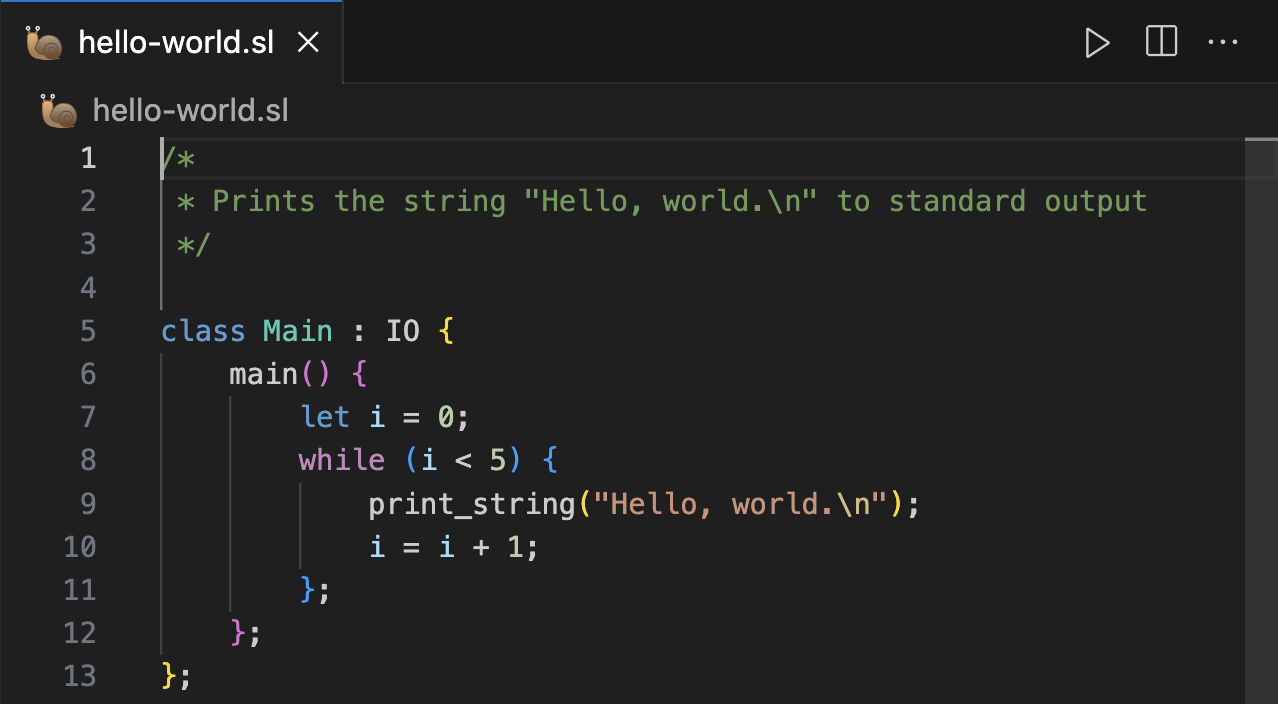 hello-world.sl
hello-world.sl
1 /*
2  * Prints the string "Hello, world.\n" to standard output
3  */
4
5 class Main : IO {
6     main() {
7         let i = 0;
8         while (i < 5) {
9             print_string("Hello, world.\n");
10             i = i + 1;
11         };
12     };
13 };